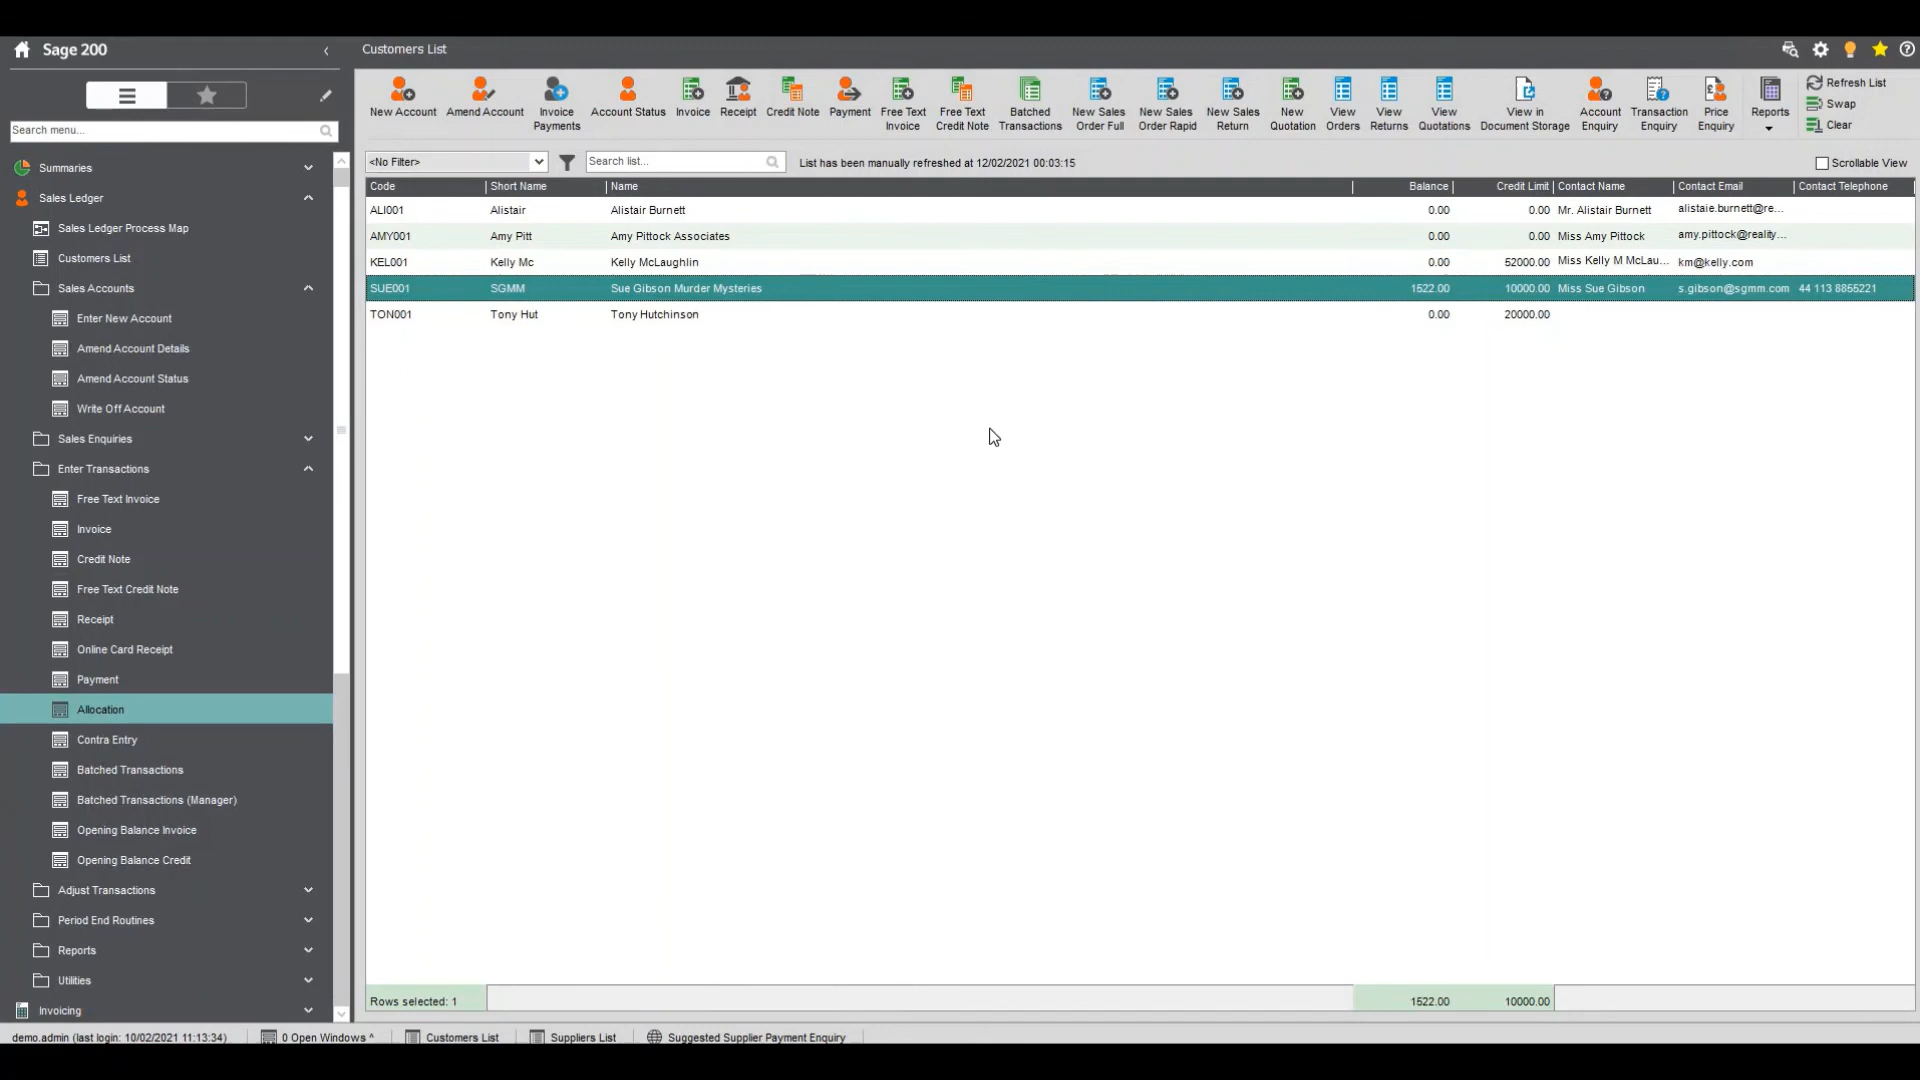 Sage 200
Customers List
New Account
Amend Account
Invoice Payments
Account Status
Invoice
Receipt
Credit Note
Payment
Free Text Invoice
Free Text Credit Note
Batched Transactions
New Sales Order Full
New Sales Order Rapid
New Sales Return
New Quotation
View Orders
View Returns
View Quotations
View in Document Storage
Account Enquiry
Transaction Enquiry
Price Enquiry
Reports
Refresh List
Swap
Clear
Search menu...
<No Filter>
Search list...
List has been manually refreshed at 12/02/2021 00:03:15
Scrollable View
Code Short Name Name Balance Credit Limit Contact Name Contact Email Contact Telephone
ALI001 Alistair Alistair Burnett 0.00 0.00 Mr. Alistair Burnett alistaie.burnett@re...
AMY001 Amy Pitt Amy Pittock Associates 0.00 0.00 Miss Amy Pittock amy.pittock@reality...
KEL001 Kelly Mc Kelly McLaughlin 0.00 52000.00 Miss Kelly M McLau... km@kelly.com
SUE001 SGMM Sue Gibson Murder Mysteries 1522.00 10000.00 Miss Sue Gibson s.gibson@sgmm.com 44 113 8855221
TON001 Tony Hut Tony Hutchinson 0.00 20000.00
Summaries
Sales Ledger
Sales Ledger Process Map
Customers List
Sales Accounts
Enter New Account
Amend Account Details
Amend Account Status
Write Off Account
Sales Enquiries
Enter Transactions
Free Text Invoice
Invoice
Credit Note
Free Text Credit Note
Receipt
Online Card Receipt
Payment
Allocation
Contra Entry
Batched Transactions
Batched Transactions (Manager)
Opening Balance Invoice
Opening Balance Credit
Adjust Transactions
Period End Routines
Reports
Utilities
Invoicing
Rows selected: 1 1522.00 10000.00
demo.admin (last login: 10/02/2021 11:13:34) 0 Open Windows ^ Customers List Suppliers List Suggested Supplier Payment Enquiry